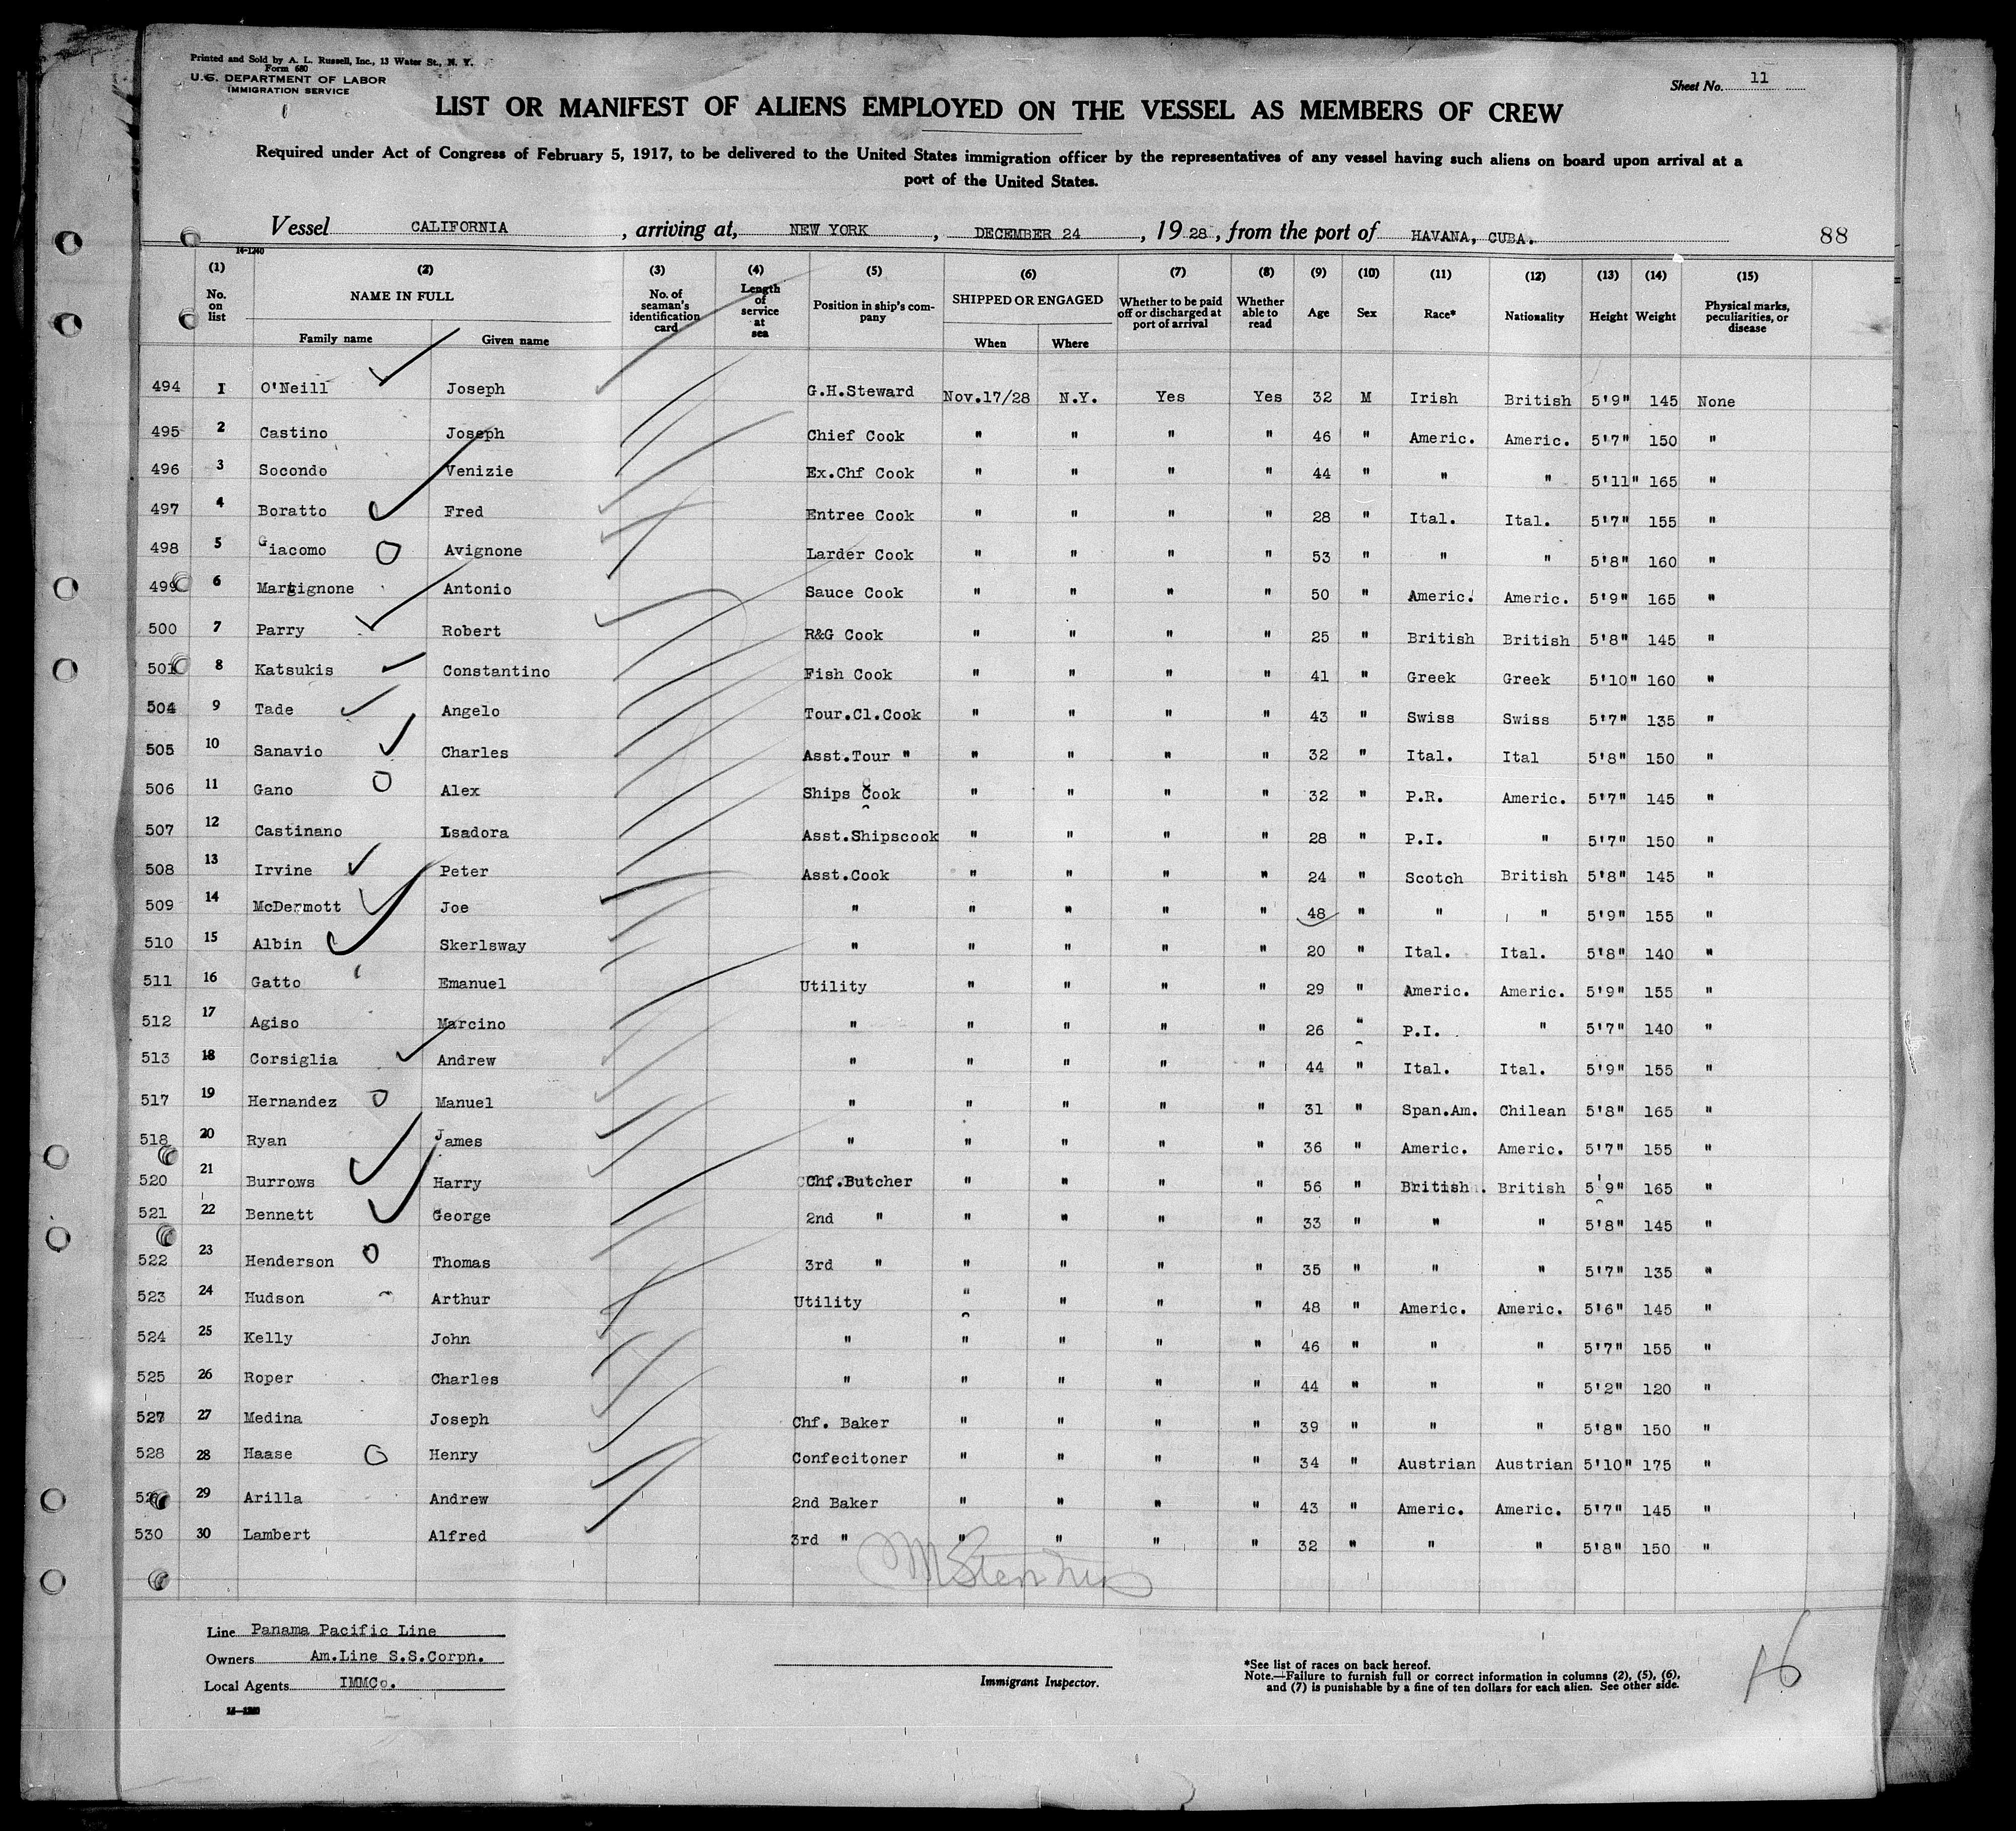 Printed and Sold by A. L. Russell, Inc., 13 Water St., N. Y.
Form 680
U.S. DEPARTMENT OF LABOR
IMMIGRATION SERVICE
Sheet No. 11
LIST OR MANIFEST OF ALIENS EMPLOYED ON THE VESSEL AS MEMBERS OF CREW
Required under Act of Congress of February 5, 1917, to be delivered to the United States immigration officer by the representatives of any vessel having such aliens on board upon arrival at a
port of the United States.
Vessel CALIFORNIA, arriving at, NEW YORK, DECEMBER 24, 1928, from the port of HAVANA, CUBA. 88
14-1240
(1) (2) (3) (4) (5) (6) (7) (8) (9) (10) (11) (12) (13) (14) (15)
No. on list NAME IN FULL Family name Given name No. of seaman's identification card Length of service at sea Position in ship's company SHIPPED OR ENGAGED When Where Whether to be paid off or discharged at port of arrival Whether able to read Age Sex Race* Nationality Height Weight Physical marks, peculiarities, or disease
494 1 O'Neill Joseph G.H.Steward Nov.17/28 N.Y. Yes Yes 32 M Irish British 5'9" 145 None
495 2 Castino Joseph Chief Cook " " " " 46 " Americ. Americ. 5'7" 150 "
496 3 Socondo Venizie Ex.Chf Cook " " " " 44 " " " 5'11" 165 "
497 4 Boratto Fred Entree Cook " " " " 28 " Ital. Ital. 5'7" 155 "
498 5 Giacomo Avignone Larder Cook " " " " 53 " " " 5'8" 160 "
499 6 Martignone Antonio Sauce Cook " " " " 50 " Americ. Americ. 5'9" 165 "
500 7 Parry Robert R&G Cook " " " " 25 " British British 5'8" 145 "
501 8 Katsukis Constantino Fish Cook " " " " 41 " Greek Greek 5'10" 160 "
504 9 Tade Angelo Tour.Cl.Cook " " " " 43 " Swiss Swiss 5'7" 135 "
505 10 Sanavio Charles Asst.Tour " " " " " 32 " Ital. Ital 5'8" 150 "
506 11 Gano Alex Ships Cook " " " " 32 " P.R. Americ. 5'7" 145 "
507 12 Castinano Isadora Asst.Shipscook " " " " 28 " P.I. " 5'7" 150 "
508 13 Irvine Peter Asst.Cook " " " " 24 " Scotch British 5'8" 145 "
509 14 McDermott Joe " " " " " 48 " " " 5'9" 155 "
510 15 Albin Skerlsway " " " " " 20 " Ital. Ital. 5'8" 140 "
511 16 Gatto Emanuel Utility " " " " 29 " Americ. Americ. 5'9" 155 "
512 17 Agiso Marcino " " " " " 26 " P.I. " 5'7" 140 "
513 18 Corsiglia Andrew " " " " " 44 " Ital. Ital. 5'9" 155 "
517 19 Hernandez Manuel " " " " " 31 " Span.Am. Chilean 5'8" 165 "
518 20 Ryan James " " " " " 36 " Americ. Americ. 5'7" 155 "
520 21 Burrows Harry Chf.Butcher " " " " 56 " British. British 5'9" 165 "
521 22 Bennett George 2nd " " " " " 33 " " " 5'8" 145 "
522 23 Henderson Thomas 3rd " " " " " 35 " " " 5'7" 135 "
523 24 Hudson Arthur Utility " " " " 48 " Americ. Americ. 5'6" 145 "
524 25 Kelly John " " " " " 46 " " " 5'7" 155 "
525 26 Roper Charles " " " " " 44 " " " 5'2" 120 "
527 27 Medina Joseph Chf. Baker " " " " 39 " " " 5'8" 150 "
528 28 Haase Henry Confecitoner " " " " 34 " Austrian Austrian 5'10" 175 "
29 Arilla Andrew 2nd Baker " " " " 43 " Americ. Americ. 5'7" 145 "
530 30 Lambert Alfred 3rd " " " " " 32 " " " 5'8" 150 "
Line Panama Pacific Line
Owners Am.Line S.S.Corpn.
Local Agents IMMCo.
Immigrant Inspector.
*See list of races on back hereof.
Note.—Failure to furnish full or correct information in columns (2), (5), (6),
and (7) is punishable by a fine of ten dollars for each alien. See other side.
16